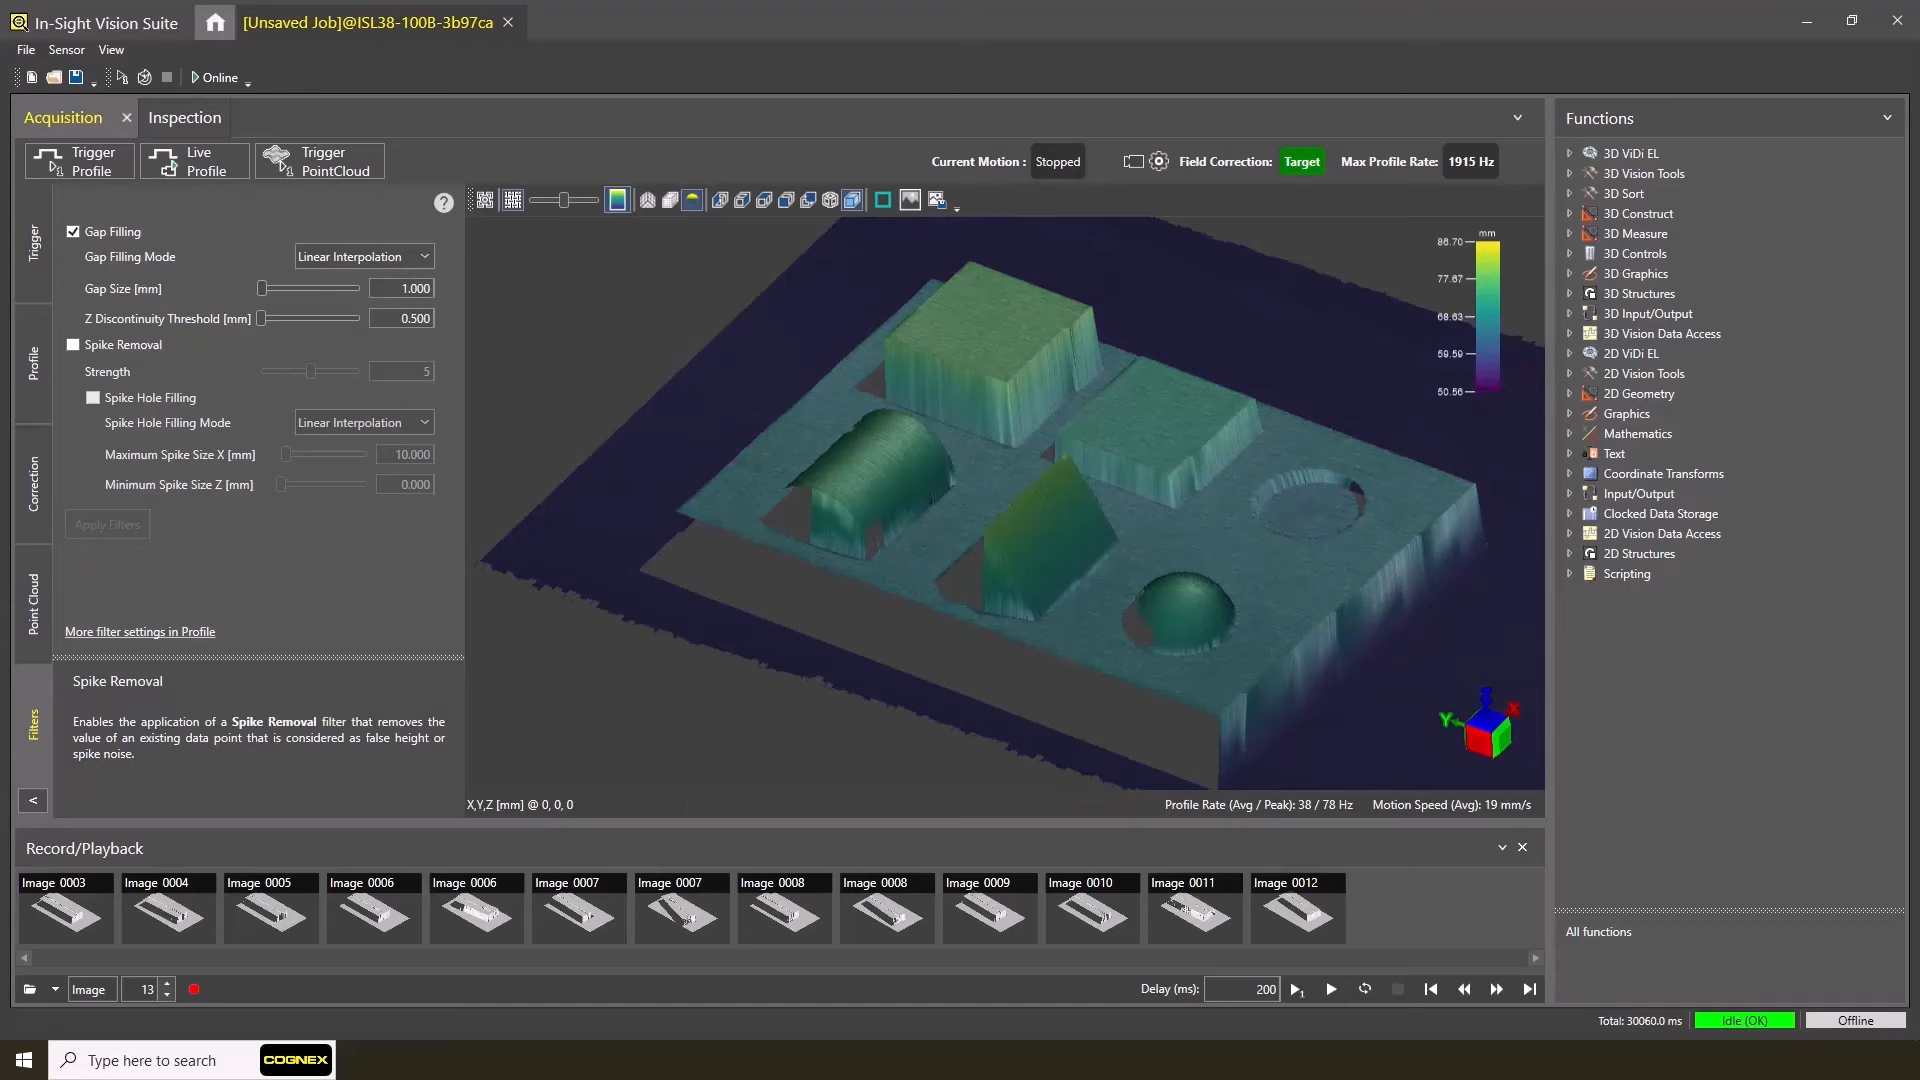 In-Sight Vision Suite
[Unsaved Job]@ISL38-100B-3b97ca
File Sensor View
Online
Acquisition
Inspection
Trigger Profile
Live Profile
Trigger PointCloud
Current Motion : Stopped
Field Correction: Target
Max Profile Rate: 1915 Hz
Trigger
Profile
Correction
Point Cloud
Filters
Gap Filling
Gap Filling Mode Linear Interpolation
Gap Size [mm] 1.000
Z Discontinuity Threshold [mm] 0.500
Spike Removal
Strength 5
Spike Hole Filling
Spike Hole Filling Mode Linear Interpolation
Maximum Spike Size X [mm] 10.000
Minimum Spike Size Z [mm] 0.000
Apply Filters
More filter settings in Profile
Spike Removal
Enables the application of a Spike Removal filter that removes the
value of an existing data point that is considered as false height or
spike noise.
<
mm
86.70
77.67
68.63
59.59
50.56
Z
Y
X
X,Y,Z [mm] @ 0, 0, 0
Profile Rate (Avg / Peak): 38 / 78 Hz
Motion Speed (Avg): 19 mm/s
Functions
3D ViDi EL
3D Vision Tools
3D Sort
3D Construct
3D Measure
3D Controls
3D Graphics
3D Structures
3D Input/Output
3D Vision Data Access
2D ViDi EL
2D Vision Tools
2D Geometry
Graphics
Mathematics
Text
Coordinate Transforms
Input/Output
Clocked Data Storage
2D Vision Data Access
2D Structures
Scripting
All functions
Record/Playback
Image 0003
Image 0004
Image 0005
Image 0006
Image 0006
Image 0007
Image 0007
Image 0008
Image 0008
Image 0009
Image 0010
Image 0011
Image 0012
Image 13
Delay (ms): 200
Total: 30060.0 ms
Idle (OK)
Offline
Type here to search
COGNEX